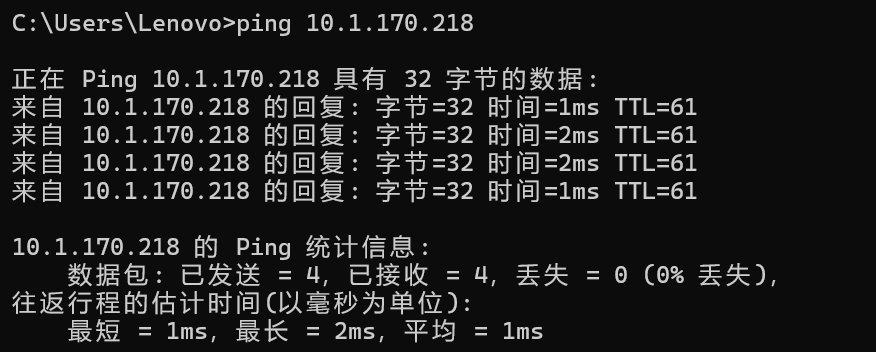 C:\Users\Lenovo>ping 10.1.170.218
正在 Ping 10.1.170.218 具有 32 字节的数据:
来自 10.1.170.218 的回复: 字节=32 时间=1ms TTL=61
来自 10.1.170.218 的回复: 字节=32 时间=2ms TTL=61
来自 10.1.170.218 的回复: 字节=32 时间=2ms TTL=61
来自 10.1.170.218 的回复: 字节=32 时间=1ms TTL=61
10.1.170.218 的 Ping 统计信息:
数据包: 已发送 = 4，已接收 = 4，丢失 = 0 (0% 丢失)，
往返行程的估计时间(以毫秒为单位):
最短 = 1ms，最长 = 2ms，平均 = 1ms